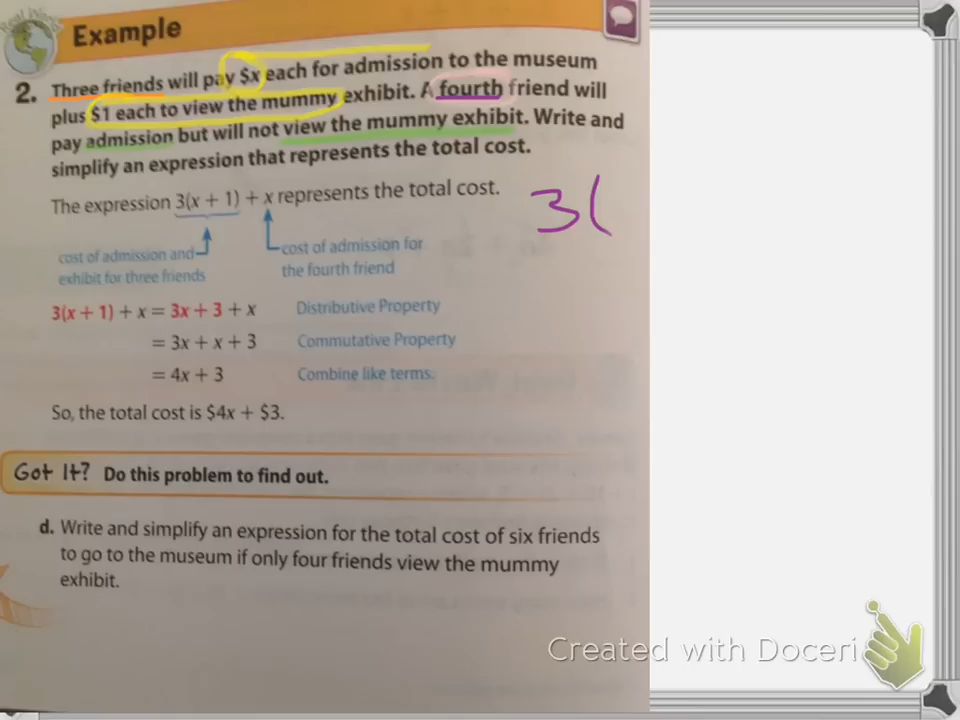 Real World
Example
2. Three friends will pay $x each for admission to the museum
plus $1 each to view the mummy exhibit. A fourth friend will
pay admission but will not view the mummy exhibit. Write and
simplify an expression that represents the total cost.
The expression 3(x + 1) + x represents the total cost.
3(
cost of admission and
exhibit for three friends
cost of admission for
the fourth friend
3(x + 1) + x = 3x + 3 + x Distributive Property
= 3x + x + 3 Commutative Property
= 4x + 3 Combine like terms.
So, the total cost is $4x + $3.
Got It? Do this problem to find out.
d. Write and simplify an expression for the total cost of six friends
to go to the museum if only four friends view the mummy
exhibit.
Created with Doceri